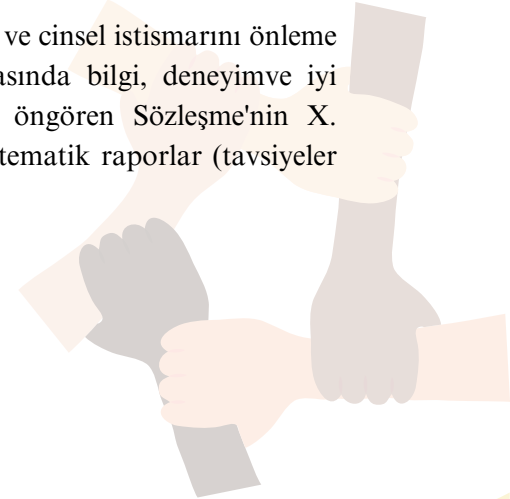 ve cinsel istismarını önleme
asında bilgi, deneyimve iyi
öngören Sözleşme'nin X.
tematik raporlar (tavsiyeler